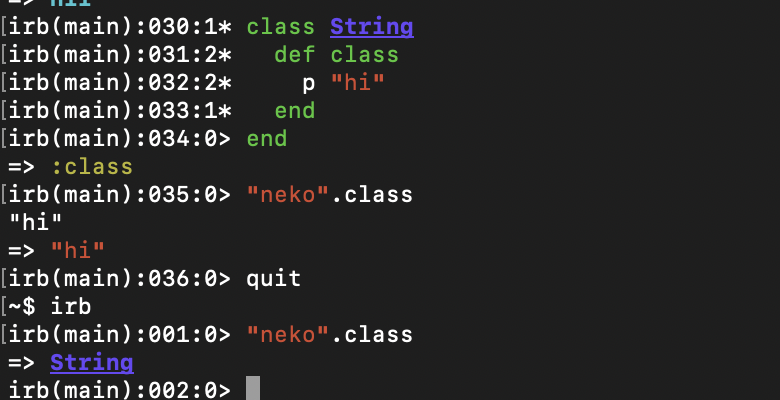 irb(main):030:1* class String
irb(main):031:2*   def class
irb(main):032:2*     p "hi"
irb(main):033:1*   end
irb(main):034:0> end
=> :class
irb(main):035:0> "neko".class
"hi"
=> "hi"
irb(main):036:0> quit
~$ irb
irb(main):001:0> "neko".class
=> String
irb(main):002:0>